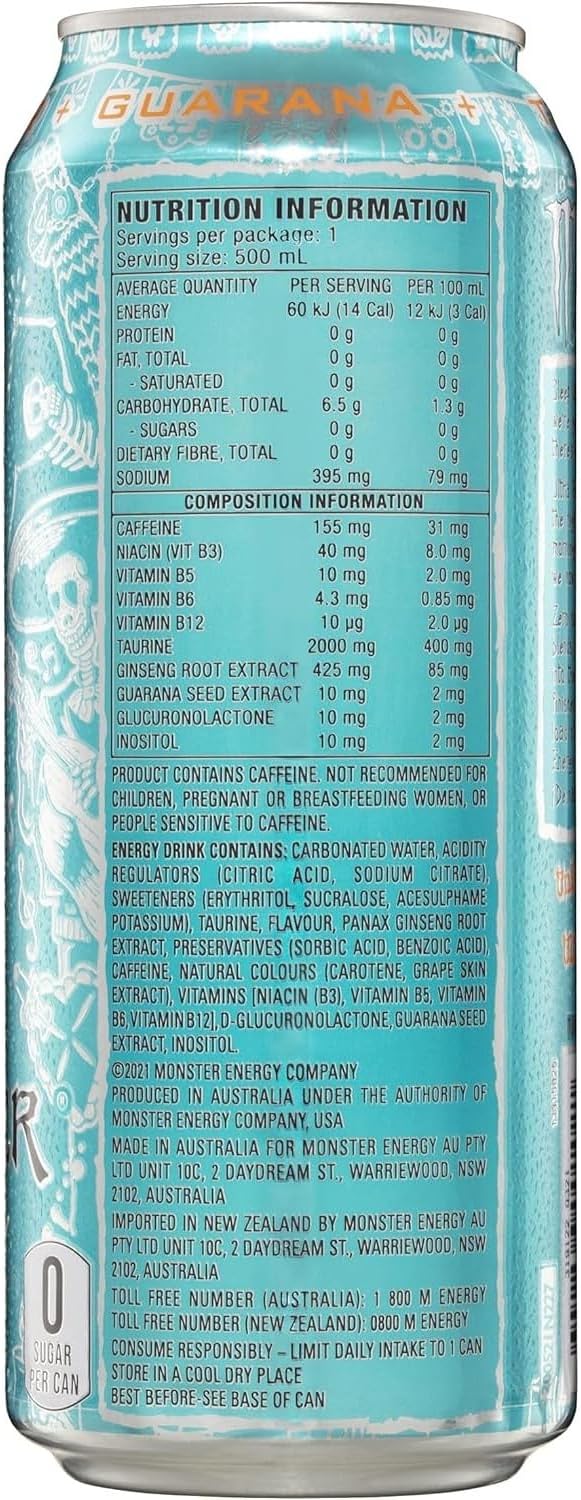 + GUARANA +
NUTRITION INFORMATION
Servings per package: 1
Serving size: 500 mL
AVERAGE QUANTITY PER SERVING PER 100 mL
ENERGY 60 kJ (14 Cal) 12 kJ (3 Cal)
PROTEIN 0 g 0 g
FAT, TOTAL 0 g 0 g
- SATURATED 0 g 0 g
CARBOHYDRATE, TOTAL 6.5 g 1.3 g
- SUGARS 0 g 0 g
DIETARY FIBRE, TOTAL 0 g 0 g
SODIUM 395 mg 79 mg
COMPOSITION INFORMATION
CAFFEINE 155 mg 31 mg
NIACIN (VIT B3) 40 mg 8.0 mg
VITAMIN B5 10 mg 2.0 mg
VITAMIN B6 4.3 mg 0.85 mg
VITAMIN B12 10 µg 2.0 µg
TAURINE 2000 mg 400 mg
GINSENG ROOT EXTRACT 425 mg 85 mg
GUARANA SEED EXTRACT 10 mg 2 mg
GLUCURONOLACTONE 10 mg 2 mg
INOSITOL 10 mg 2 mg
PRODUCT CONTAINS CAFFEINE. NOT RECOMMENDED FOR
CHILDREN, PREGNANT OR BREASTFEEDING WOMEN, OR
PEOPLE SENSITIVE TO CAFFEINE.
ENERGY DRINK CONTAINS: CARBONATED WATER, ACIDITY
REGULATORS (CITRIC ACID, SODIUM CITRATE),
SWEETENERS (ERYTHRITOL, SUCRALOSE, ACESULPHAME
POTASSIUM), TAURINE, FLAVOUR, PANAX GINSENG ROOT
EXTRACT, PRESERVATIVES (SORBIC ACID, BENZOIC ACID),
CAFFEINE, NATURAL COLOURS (CAROTENE, GRAPE SKIN
EXTRACT), VITAMINS [NIACIN (B3), VITAMIN B5, VITAMIN
B6, VITAMIN B12], D-GLUCURONOLACTONE, GUARANA SEED
EXTRACT, INOSITOL.
©2021 MONSTER ENERGY COMPANY
PRODUCED IN AUSTRALIA UNDER THE AUTHORITY OF
MONSTER ENERGY COMPANY, USA
MADE IN AUSTRALIA FOR MONSTER ENERGY AU PTY
LTD UNIT 10C, 2 DAYDREAM ST., WARRIEWOOD, NSW
2102, AUSTRALIA
IMPORTED IN NEW ZEALAND BY MONSTER ENERGY AU
PTY LTD UNIT 10C, 2 DAYDREAM ST., WARRIEWOOD, NSW
2102, AUSTRALIA
TOLL FREE NUMBER (AUSTRALIA): 1 800 M ENERGY
TOLL FREE NUMBER (NEW ZEALAND): 0800 M ENERGY
CONSUME RESPONSIBLY – LIMIT DAILY INTAKE TO 1 CAN
STORE IN A COOL DRY PLACE
BEST BEFORE-SEE BASE OF CAN
0
SUGAR
PER CAN